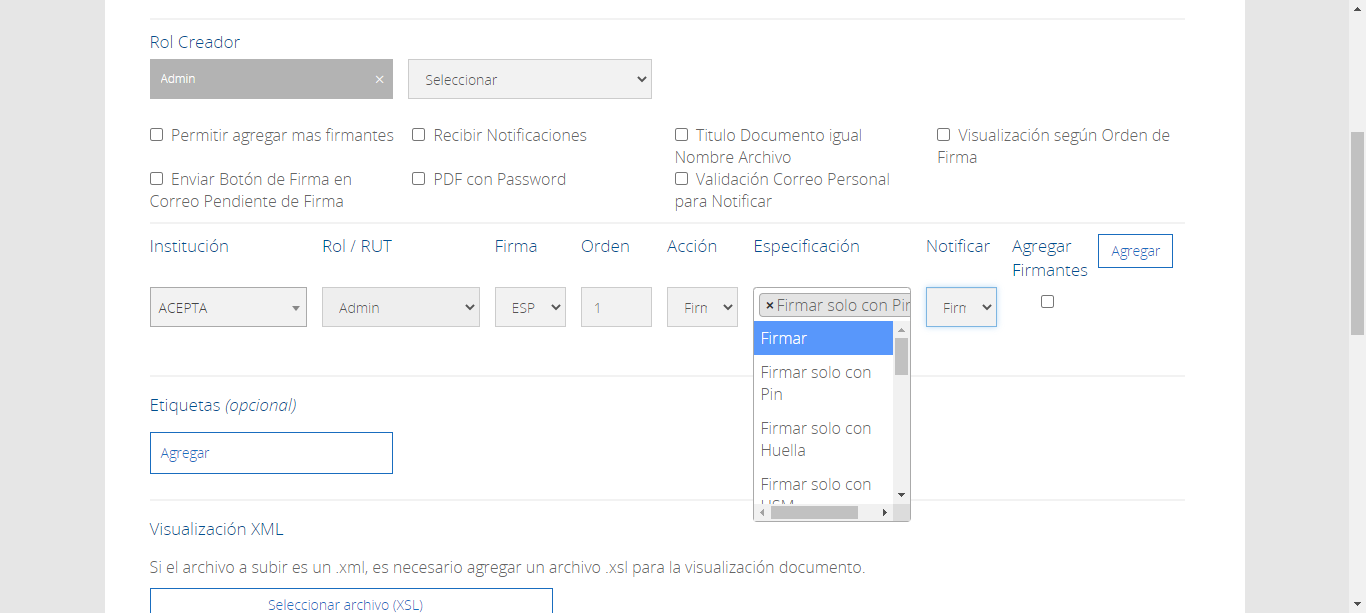 Rol Creador
Admin ×
Seleccionar
Permitir agregar mas firmantes
Recibir Notificaciones
Titulo Documento igual
Nombre Archivo
Visualización según Orden de
Firma
Enviar Botón de Firma en
Correo Pendiente de Firma
PDF con Password
Validación Correo Personal
para Notificar
Institución
Rol / RUT
Firma
Orden
Acción
Especificación
Notificar
Agregar
Firmantes
Agregar
ACEPTA
Admin
ESP
1
Firn
× Firmar solo con Pin
Firn
Firmar
Firmar solo con
Pin
Firmar solo con
Huella
Firmar solo con
HSM
Etiquetas (opcional)
Agregar
Visualización XML
Si el archivo a subir es un .xml, es necesario agregar un archivo .xsl para la visualización documento.
Seleccionar archivo (XSL)